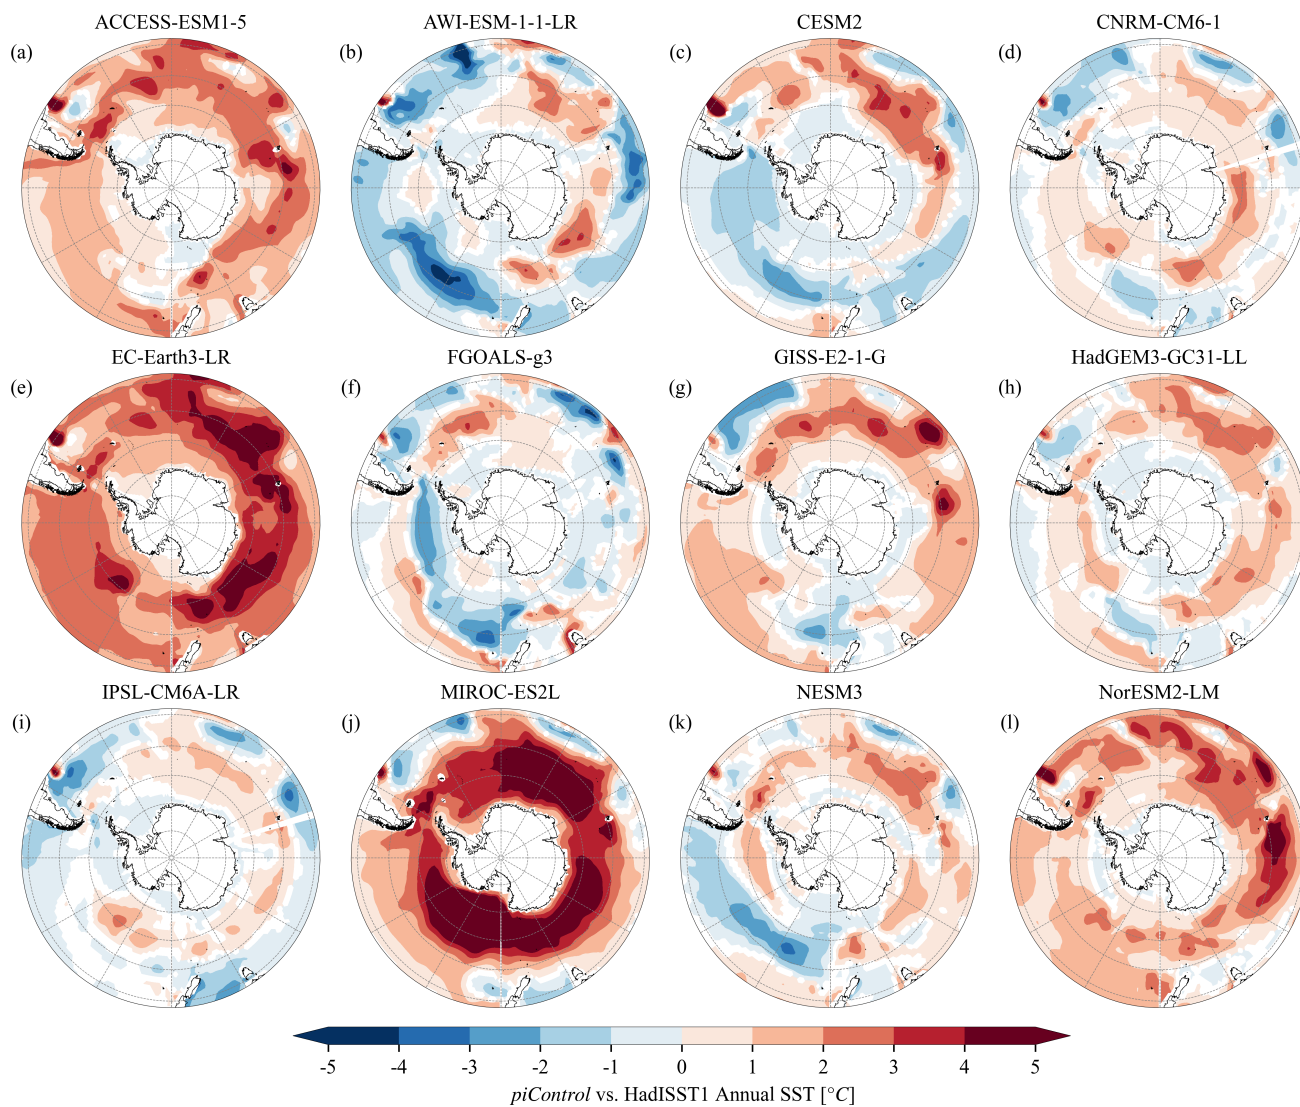 ACCESS-ESM1-5 AWI-ESM-1-1-LR CESM2 CNRM-CM6-1
(a) (b) (c) (d)
EC-Earth3-LR FGOALS-g3 GISS-E2-1-G HadGEM3-GC31-LL
(e) (f) (g) (h)
IPSL-CM6A-LR MIROC-ES2L NESM3 NorESM2-LM
(i) (j) (k) (l)
-5 -4 -3 -2 -1 0 1 2 3 4 5
piControl vs. HadISST1 Annual SST [°C]